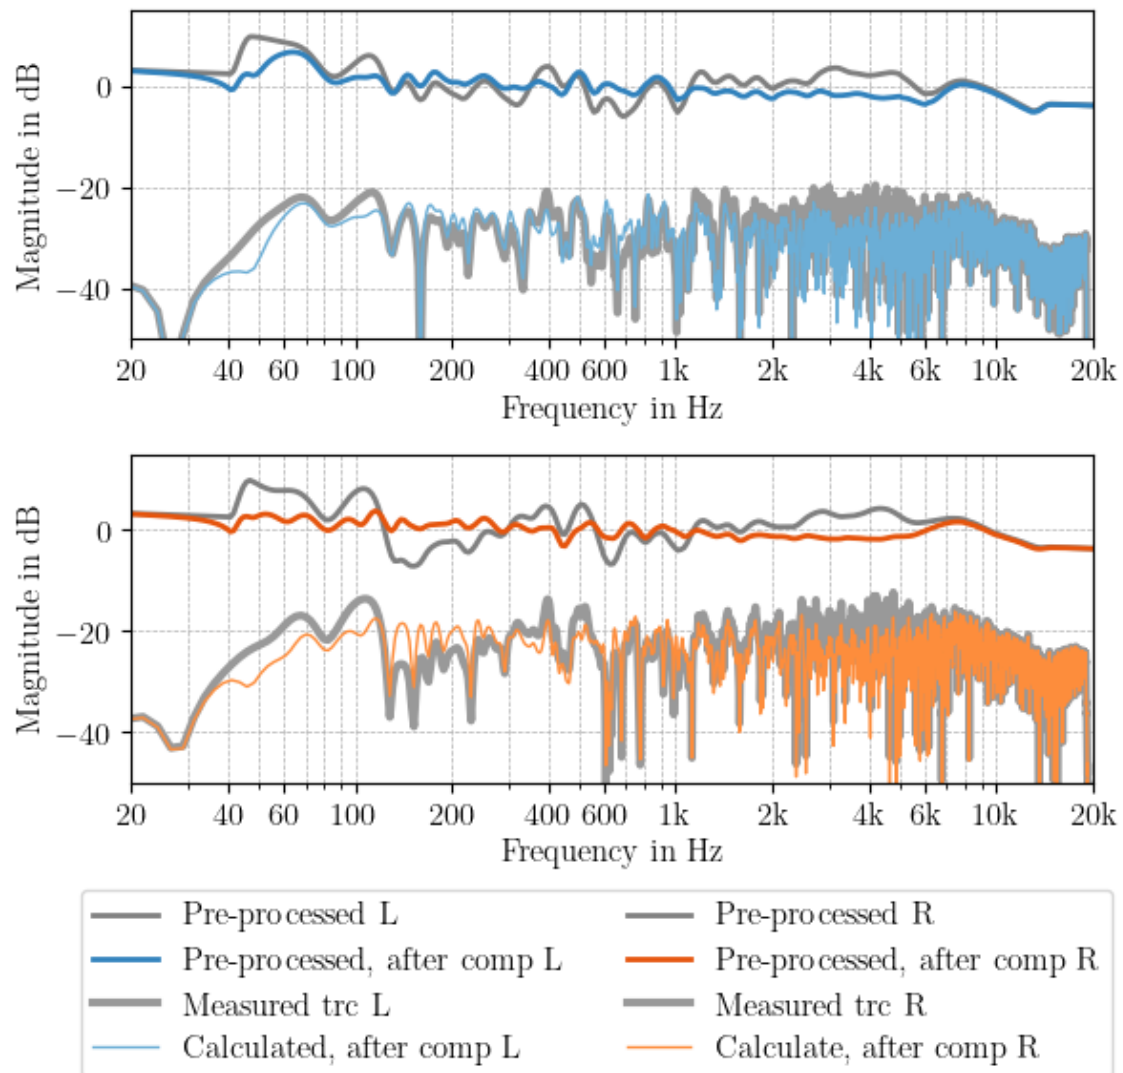 Magnitude in dB
0
−20
−40
20 40 60 100 200 400 600 1k 2k 4k 6k 10k 20k
Frequency in Hz
Magnitude in dB
0
−20
−40
20 40 60 100 200 400 600 1k 2k 4k 6k 10k 20k
Frequency in Hz
Pre-processed L
Pre-processed, after comp L
Measured trc L
Calculated, after comp L
Pre-processed R
Pre-processed, after comp R
Measured trc R
Calculate, after comp R